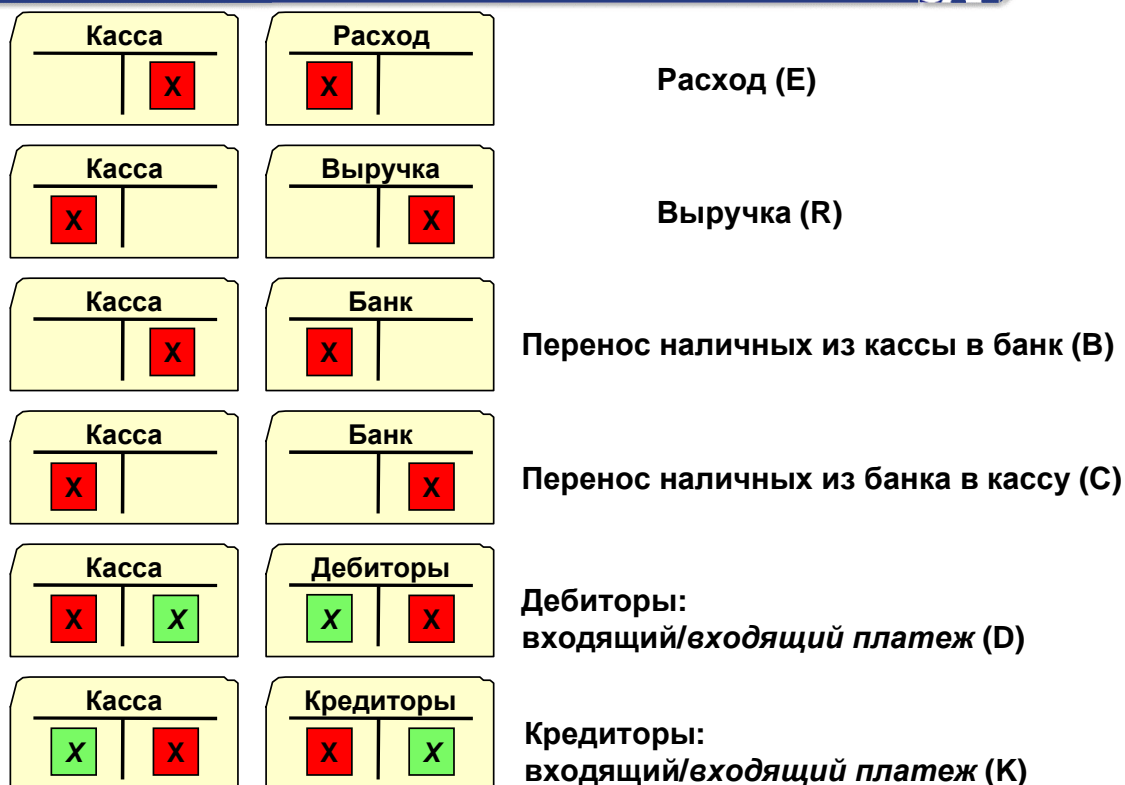 Касса Расход
X X
Расход (E)
Касса Выручка
X X
Выручка (R)
Касса Банк
X X
Перенос наличных из кассы в банк (B)
Касса Банк
X X
Перенос наличных из банка в кассу (C)
Касса Дебиторы
X X X X
Дебиторы:
входящий/входящий платеж (D)
Касса Кредиторы
X X X X
Кредиторы:
входящий/входящий платеж (K)